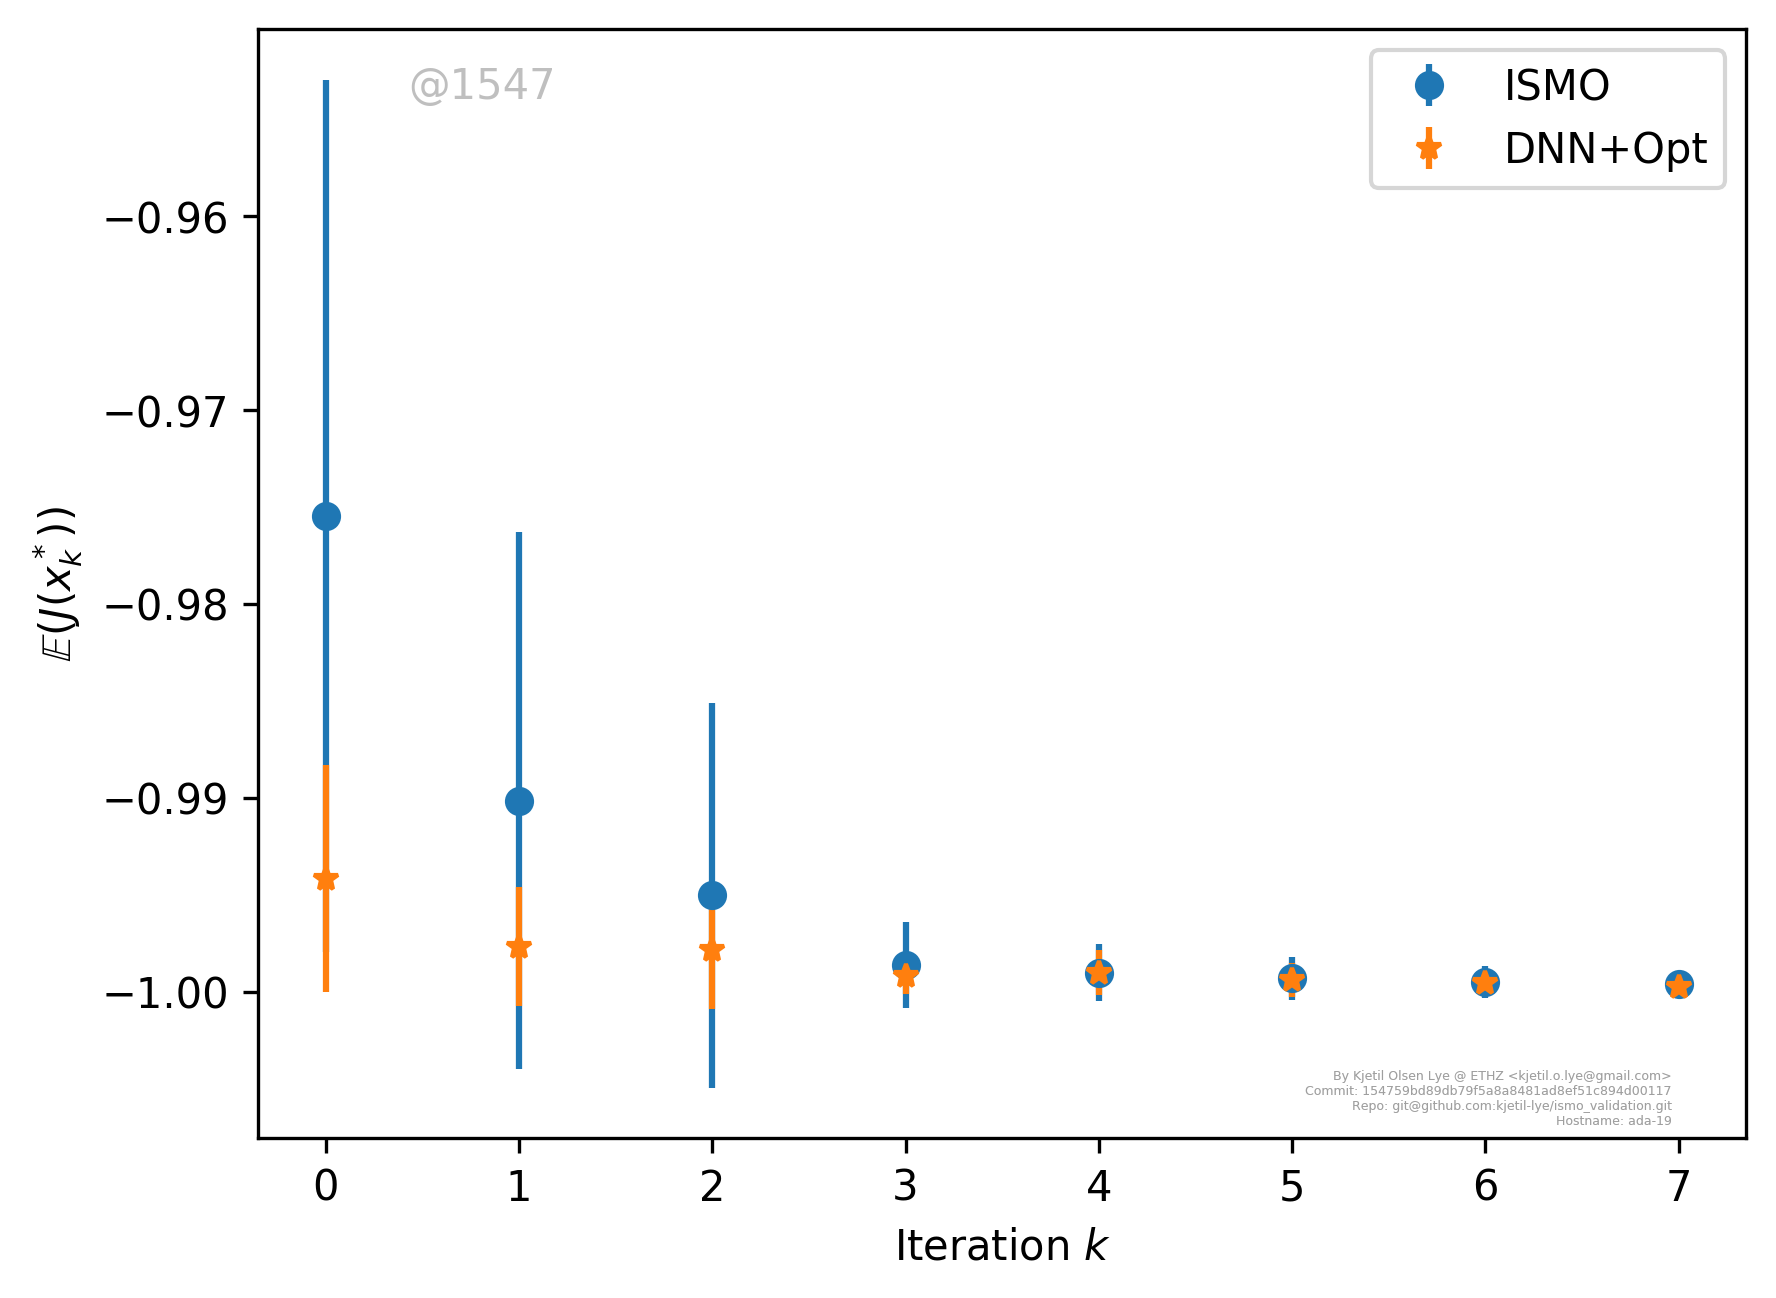 @1547
ISMO
DNN+Opt
−0.96
−0.97
−0.98
−0.99
−1.00
𝔼(J(x*k))
0 1 2 3 4 5 6 7
Iteration k
By Kjetil Olsen Lye @ ETHZ <kjetil.o.lye@gmail.com>
Commit: 154759bd89db79f5a8a8481ad8ef51c894d00117
Repo: git@github.com:kjetil-lye/ismo_validation.git
Hostname: ada-19